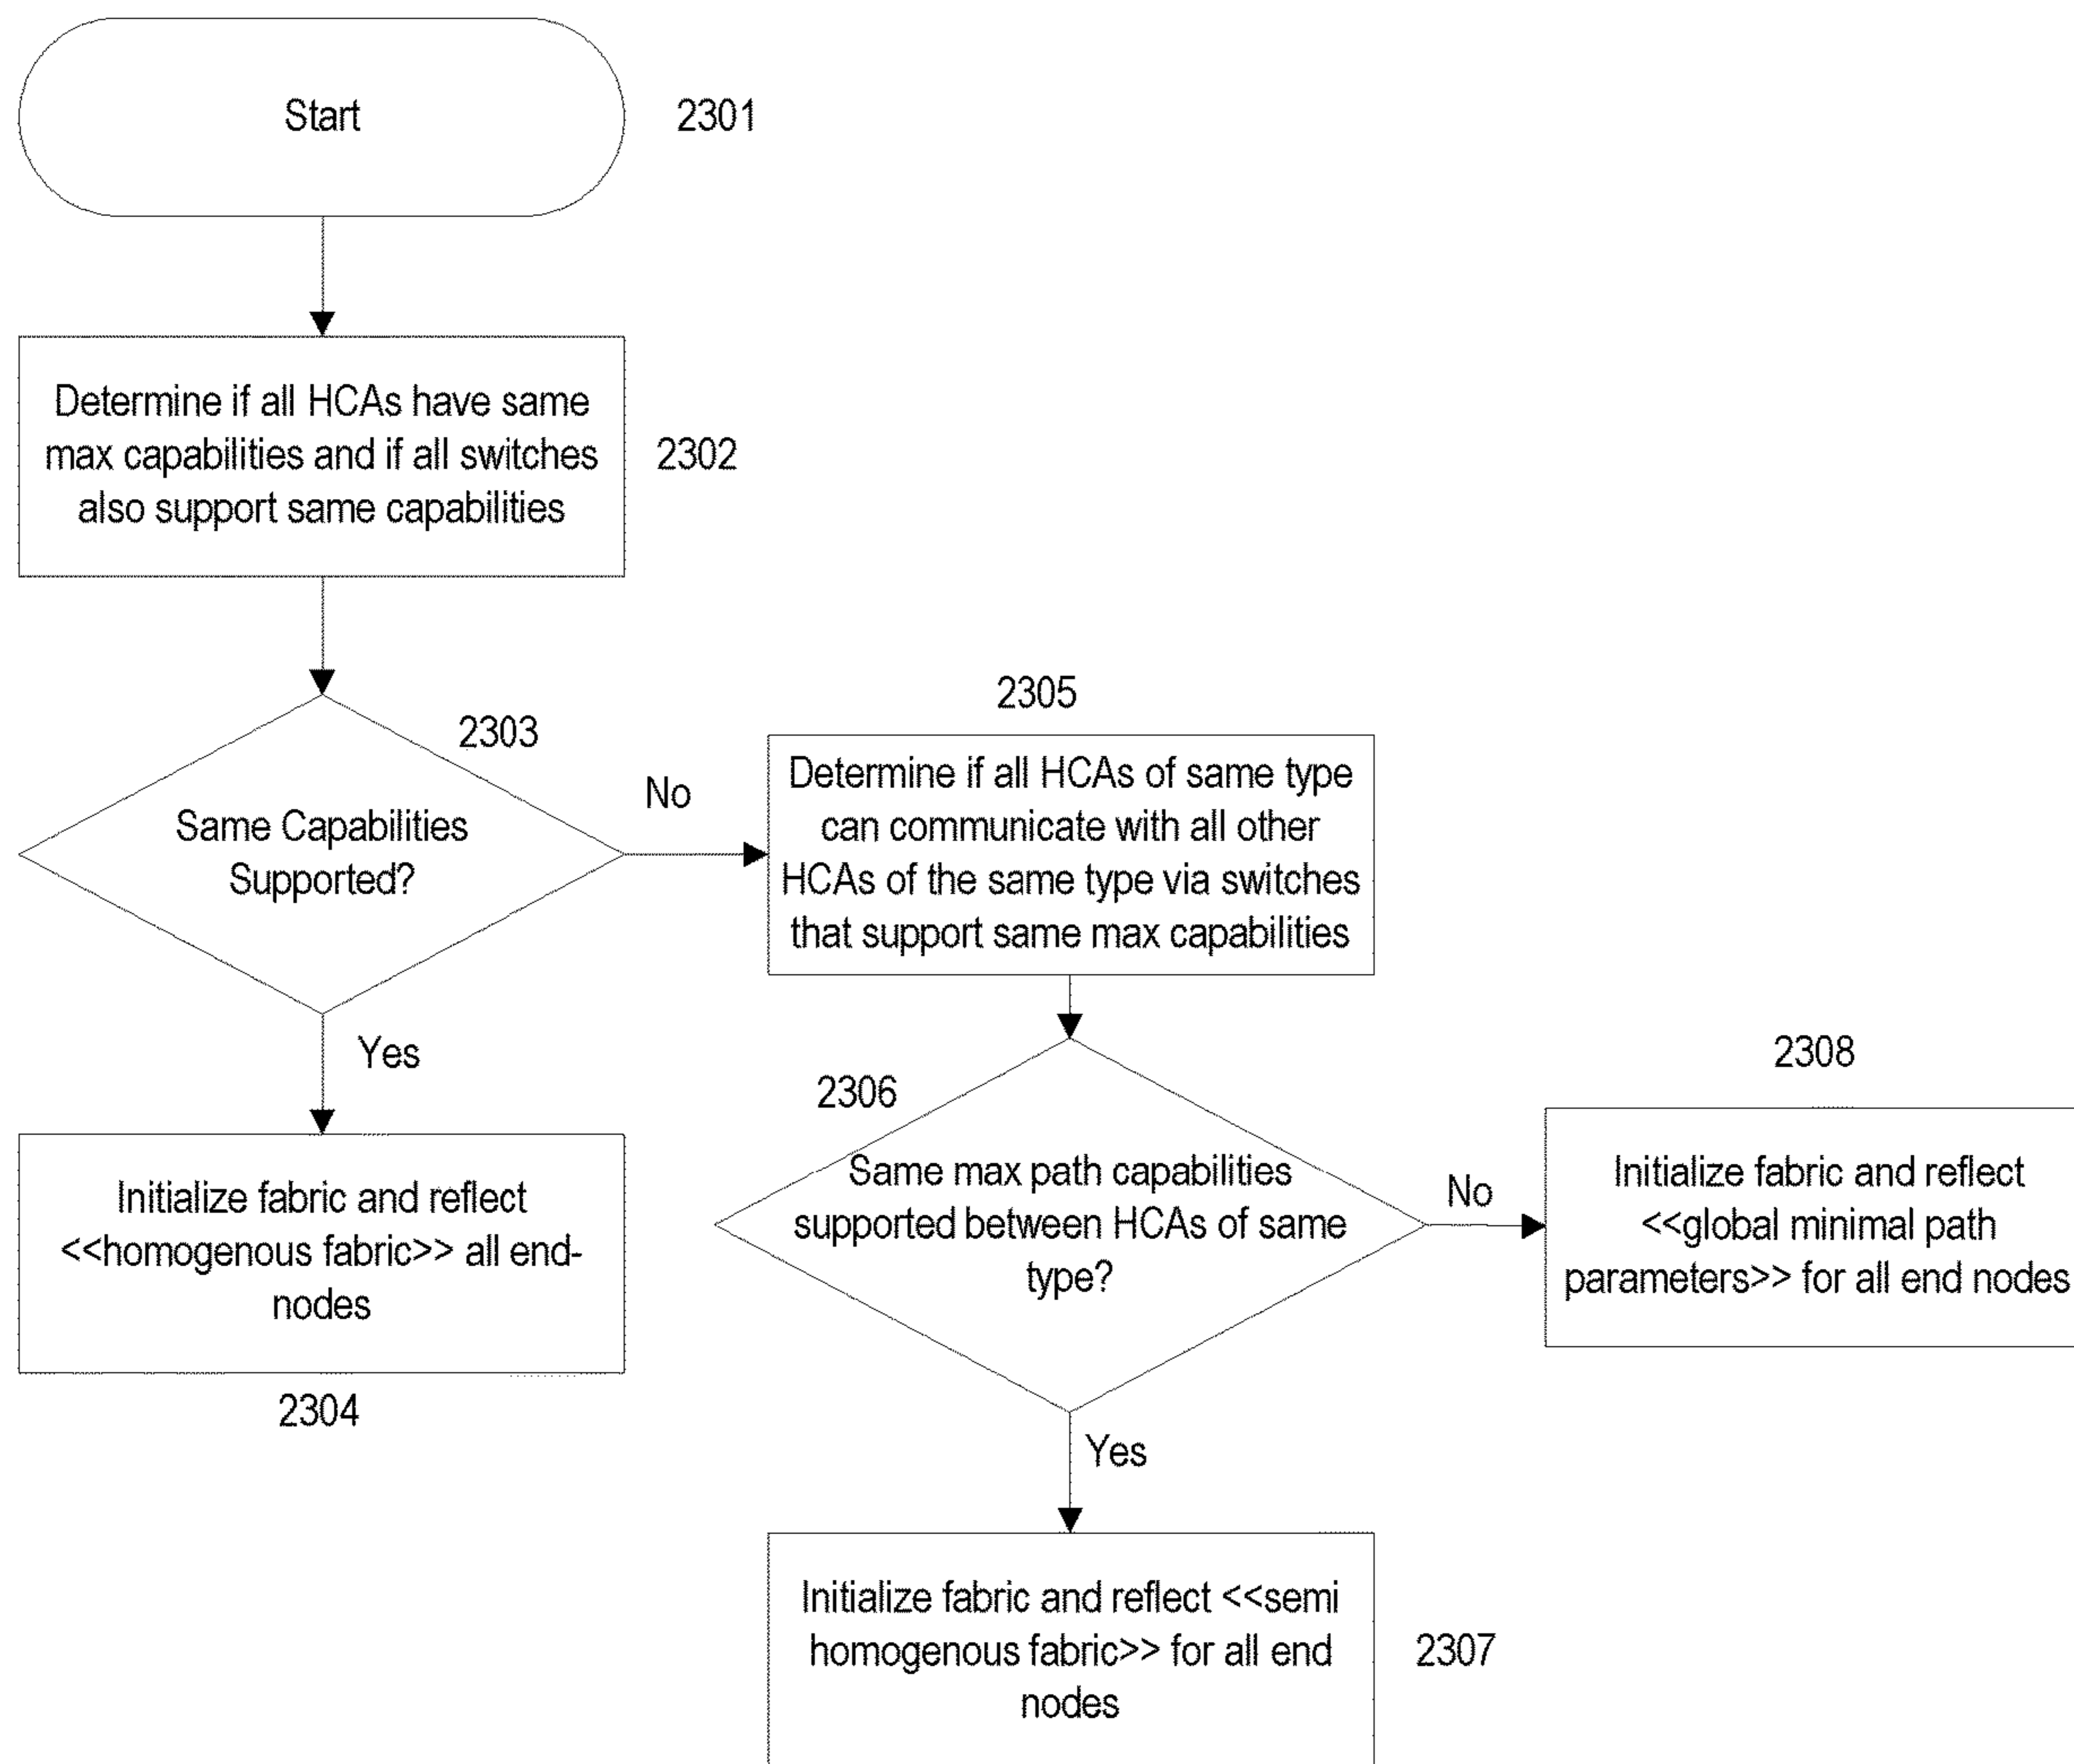 Start
2301
Determine if all HCAs have same
max capabilities and if all switches
also support same capabilities
2302
2303
Same Capabilities
Supported?
No
Yes
Initialize fabric and reflect
<<homogenous fabric>> all end-
nodes
2304
2305
Determine if all HCAs of same type
can communicate with all other
HCAs of the same type via switches
that support same max capabilities
2306
Same max path capabilities
supported between HCAs of same
type?
No
Yes
2308
Initialize fabric and reflect
<<global minimal path
parameters>> for all end nodes
Initialize fabric and reflect <<semi
homogenous fabric>> for all end
nodes
2307